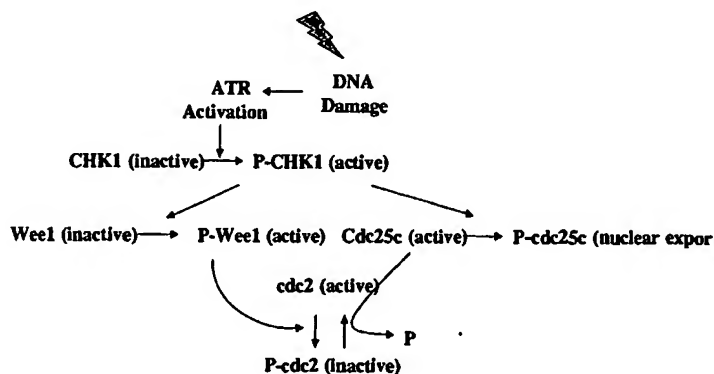 DNA
Damage
ATR
Activation
CHK1 (inactive) P-CHK1 (active)
Wee1 (inactive) P-Wee1 (active) Cdc25c (active) P-cdc25c (nuclear expor
cdc2 (active)
P
P-cdc2 (inactive)